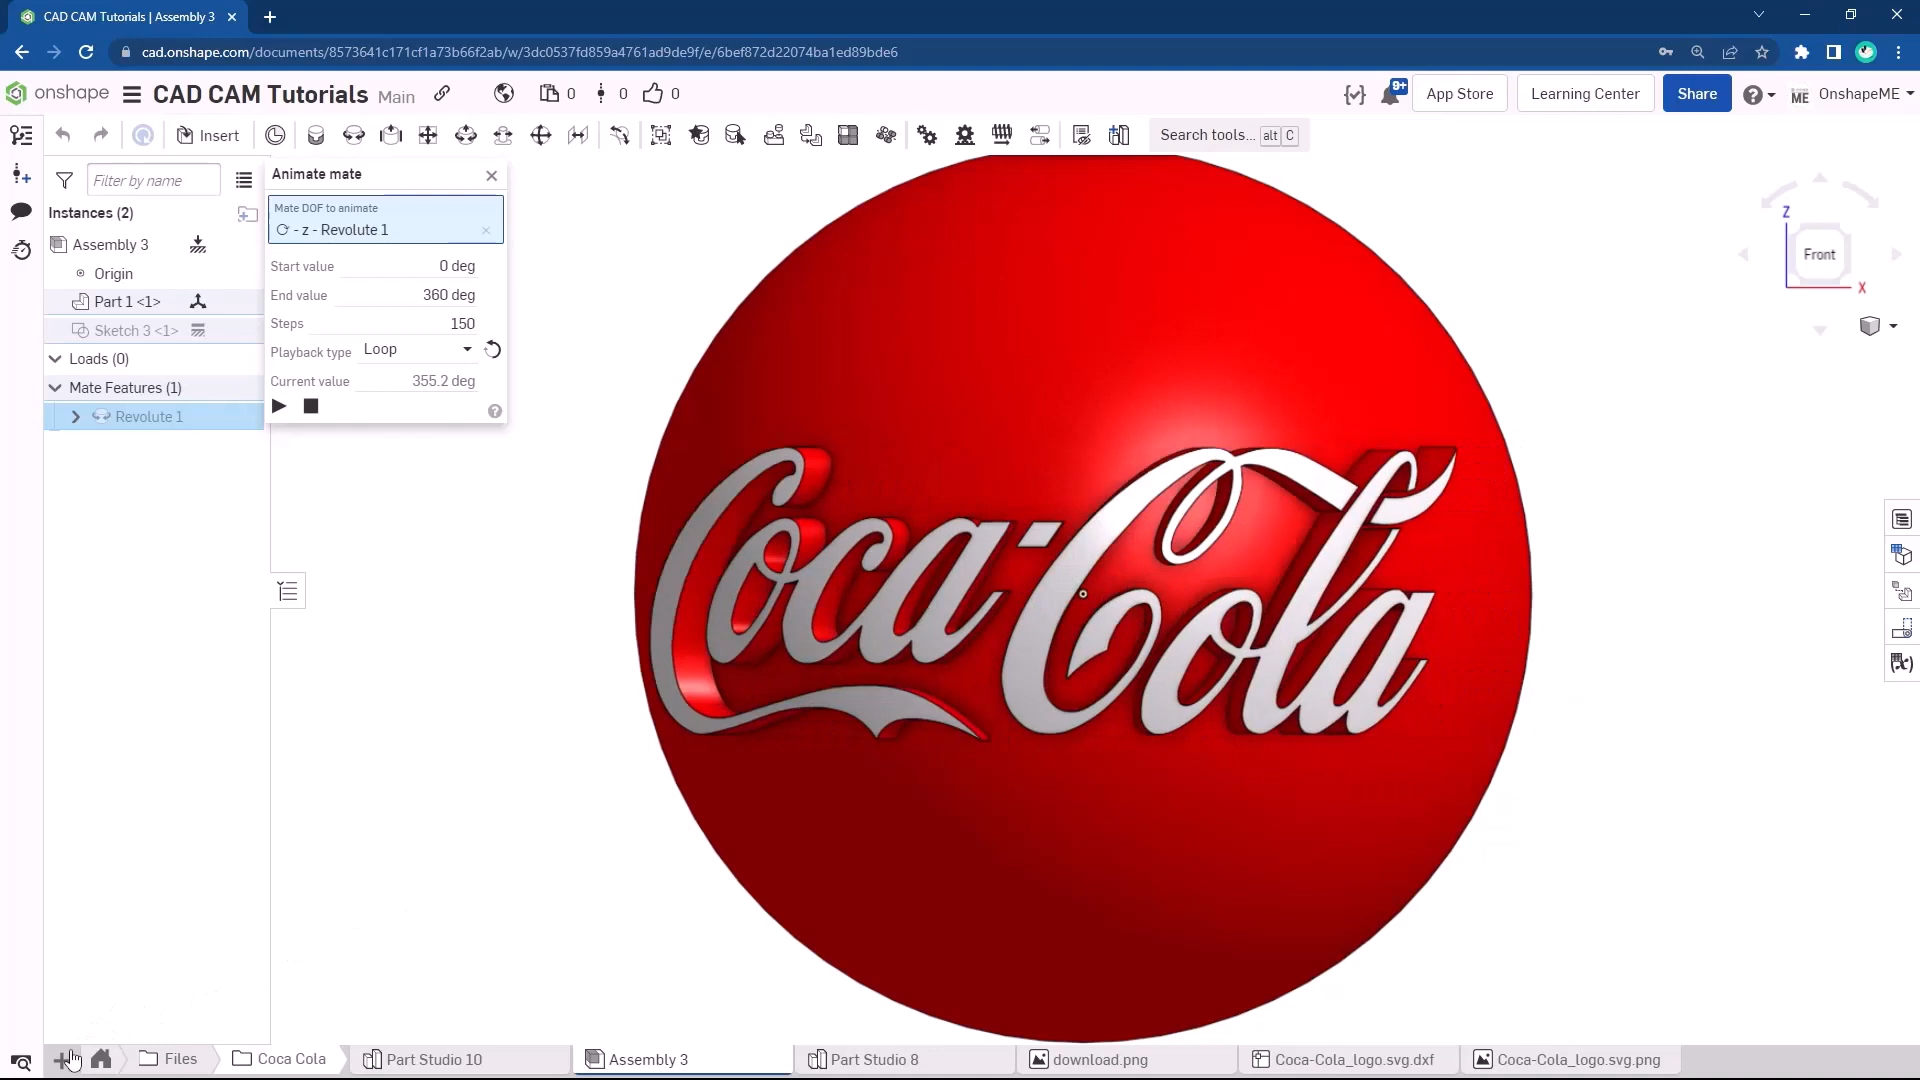 CAD CAM Tutorials | Assembly 3
cad.onshape.com/documents/8573641c171cf1a73b66f2ab/w/3dc0537fd859a4761ad9de9f/e/6bef872d22074ba1ed89bde6
onshape CAD CAM Tutorials Main 0 0 0 9+ App Store Learning Center Share ME OnshapeME
Insert Search tools... alt C
Filter by name
Instances (2)
Assembly 3
Origin
Part 1 <1>
Sketch 3 <1>
Loads (0)
Mate Features (1)
Revolute 1
Animate mate
Mate DOF to animate
- z - Revolute 1
Start value 0 deg
End value 360 deg
Steps 150
Playback type Loop
Current value 355.2 deg
Coca-Cola
Z
Front
X
Files Coca Cola Part Studio 10 Assembly 3 Part Studio 8 download.png Coca-Cola_logo.svg.dxf Coca-Cola_logo.svg.png